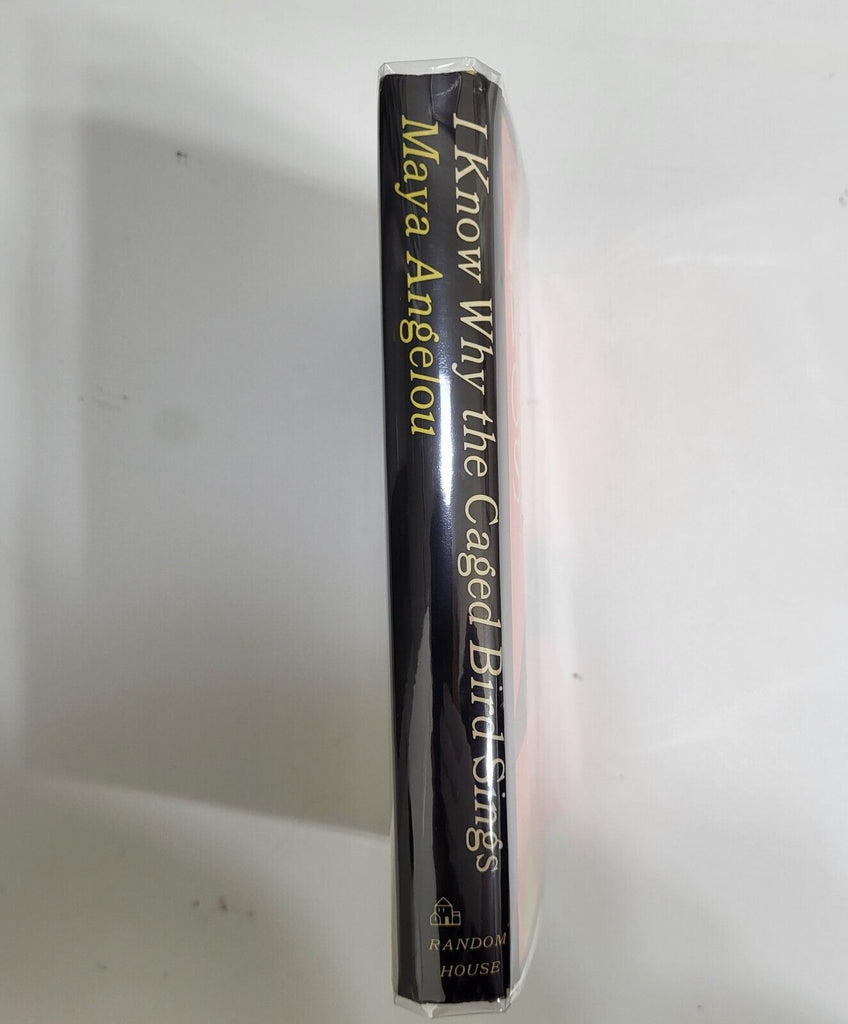 I Know Why the Caged Bird Sings
Maya Angelou
RANDOM
HOUSE